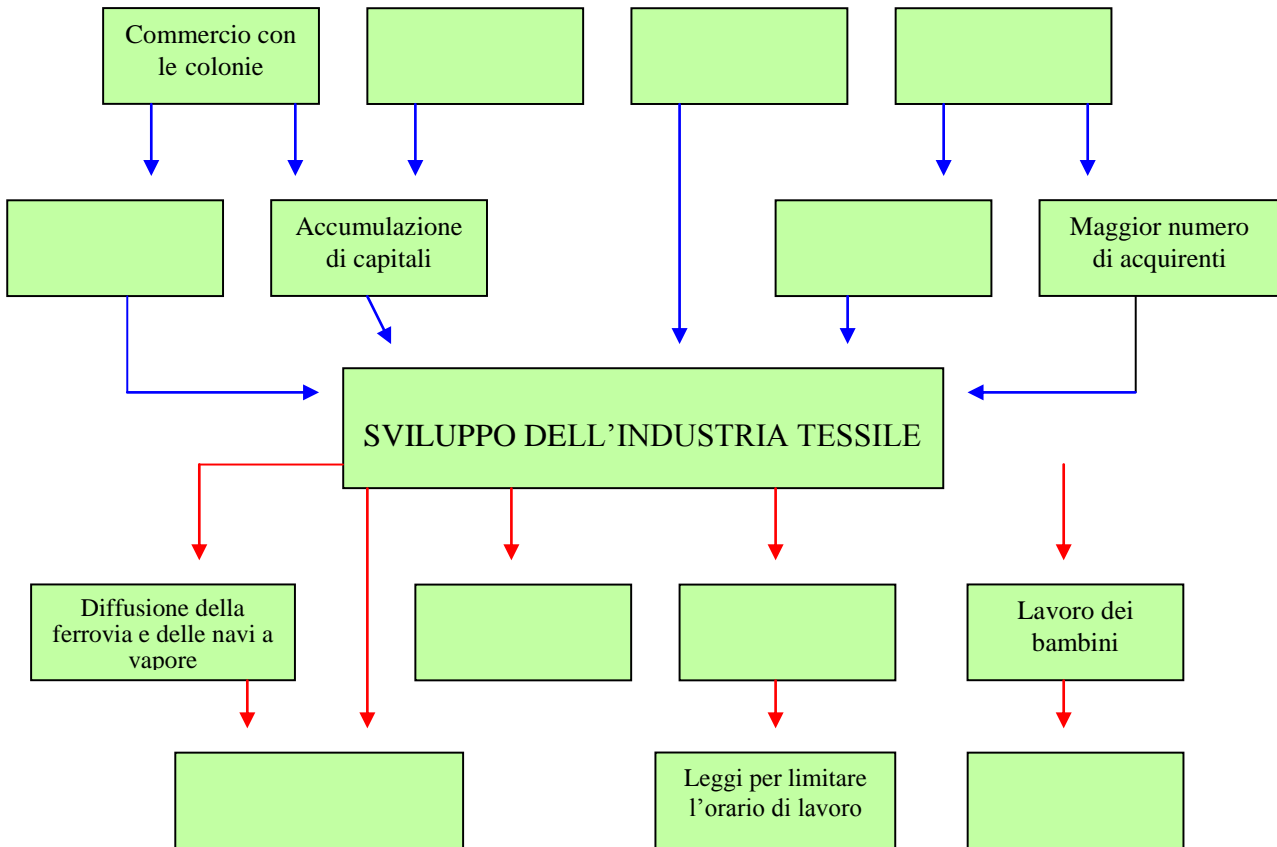 Commercio con
le colonie
Accumulazione
di capitali
Maggior numero
di acquirenti
SVILUPPO DELL’INDUSTRIA TESSILE
Diffusione della
ferrovia e delle navi a
vapore
Lavoro dei
bambini
Leggi per limitare
l’orario di lavoro